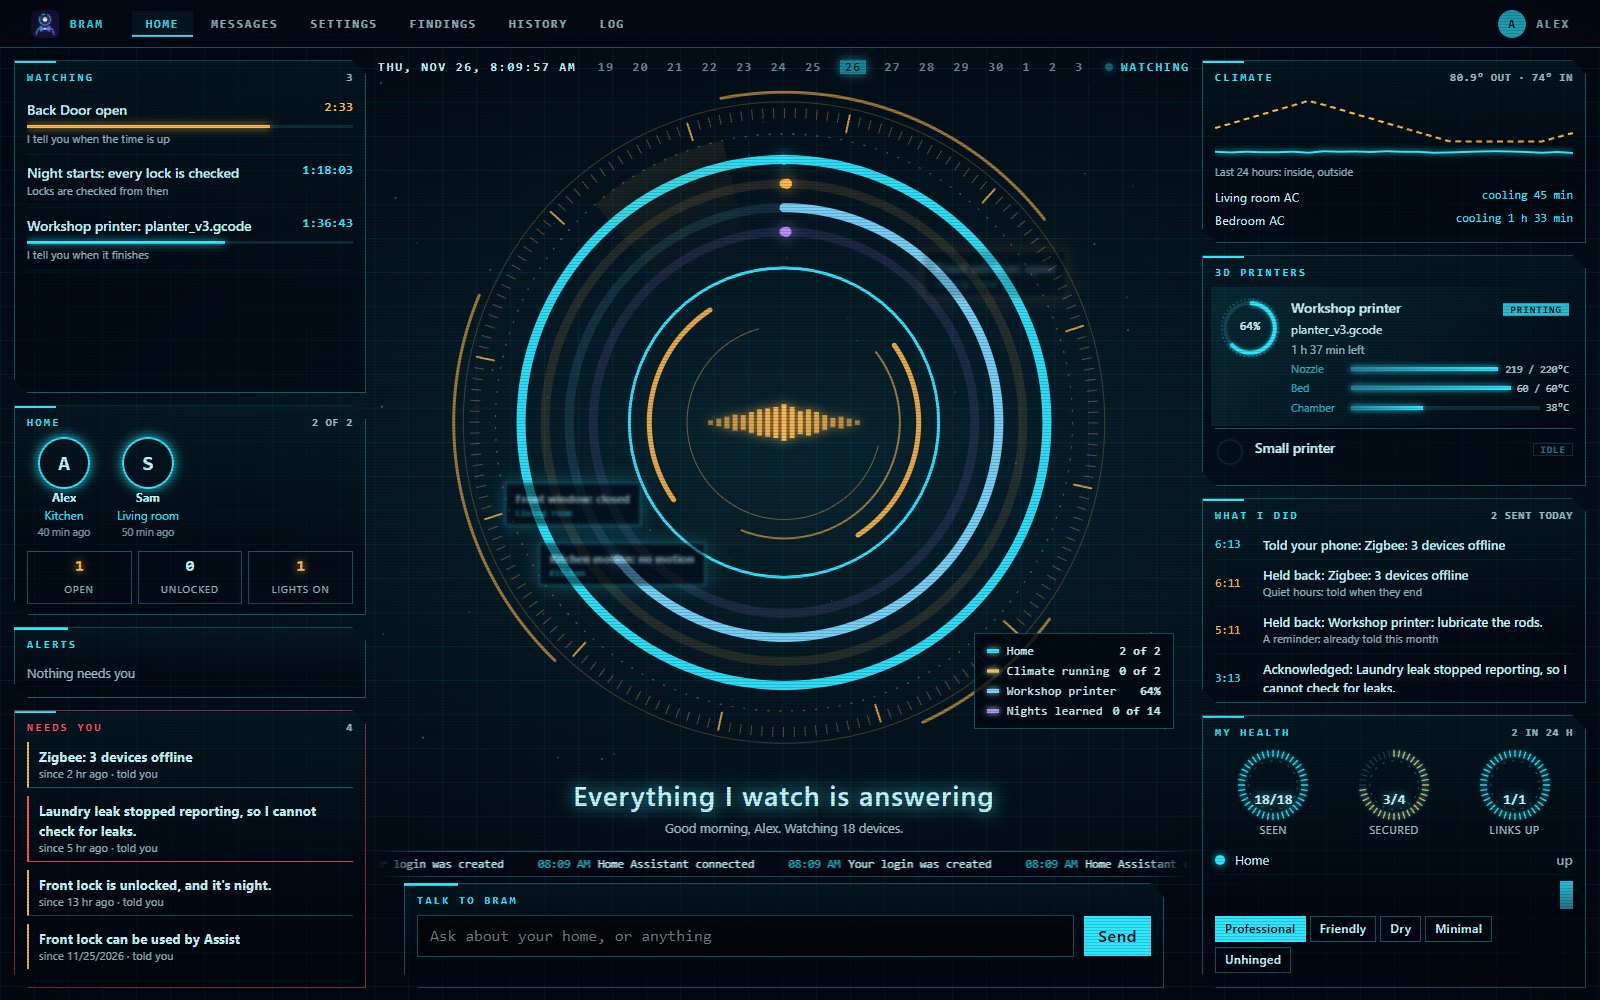 BRAM
HOME
MESSAGES
SETTINGS
FINDINGS
HISTORY
LOG
A
ALEX
WATCHING
3
Back Door open
2:33
I tell you when the time is up
Night starts: every lock is checked
1:18:03
Locks are checked from then
Workshop printer: planter_v3.gcode
1:36:43
I tell you when it finishes
HOME
2 OF 2
A
S
Alex
Sam
Kitchen
Living room
40 min ago
50 min ago
1
0
1
OPEN
UNLOCKED
LIGHTS ON
ALERTS
Nothing needs you
NEEDS YOU
4
Zigbee: 3 devices offline
since 2 hr ago · told you
Laundry leak stopped reporting, so I cannot
check for leaks.
since 5 hr ago · told you
Front lock is unlocked, and it's night.
since 13 hr ago · told you
Front lock can be used by Assist
since 11/25/2026 · told you
THU, NOV 26, 8:09:57 AM
19 20 21 22 23 24 25 26 27 28 29 30 1 2 3
WATCHING
Front window: closed
Living room
Kitchen motion: no motion
Home 2 of 2
Climate running 0 of 2
Workshop printer 64%
Nights learned 0 of 14
Everything I watch is answering
Good morning, Alex. Watching 18 devices.
login was created 08:09 AM Home Assistant connected 08:09 AM Your login was created 08:09 AM Home Assistant
TALK TO BRAM
Ask about your home, or anything
Send
CLIMATE
80.9° OUT · 74° IN
Last 24 hours: inside, outside
Living room AC
cooling 45 min
Bedroom AC
cooling 1 h 33 min
3D PRINTERS
64%
Workshop printer
PRINTING
planter_v3.gcode
1 h 37 min left
Nozzle
219 / 220°C
Bed
60 / 60°C
Chamber
38°C
Small printer
IDLE
WHAT I DID
2 SENT TODAY
6:13
Told your phone: Zigbee: 3 devices offline
6:11
Held back: Zigbee: 3 devices offline
Quiet hours: told when they end
5:11
Held back: Workshop printer: lubricate the rods.
A reminder: already told this month
3:13
Acknowledged: Laundry leak stopped reporting, so I
cannot check for leaks.
MY HEALTH
2 IN 24 H
18/18
3/4
1/1
SEEN
SECURED
LINKS UP
Home
up
Professional
Friendly
Dry
Minimal
Unhinged